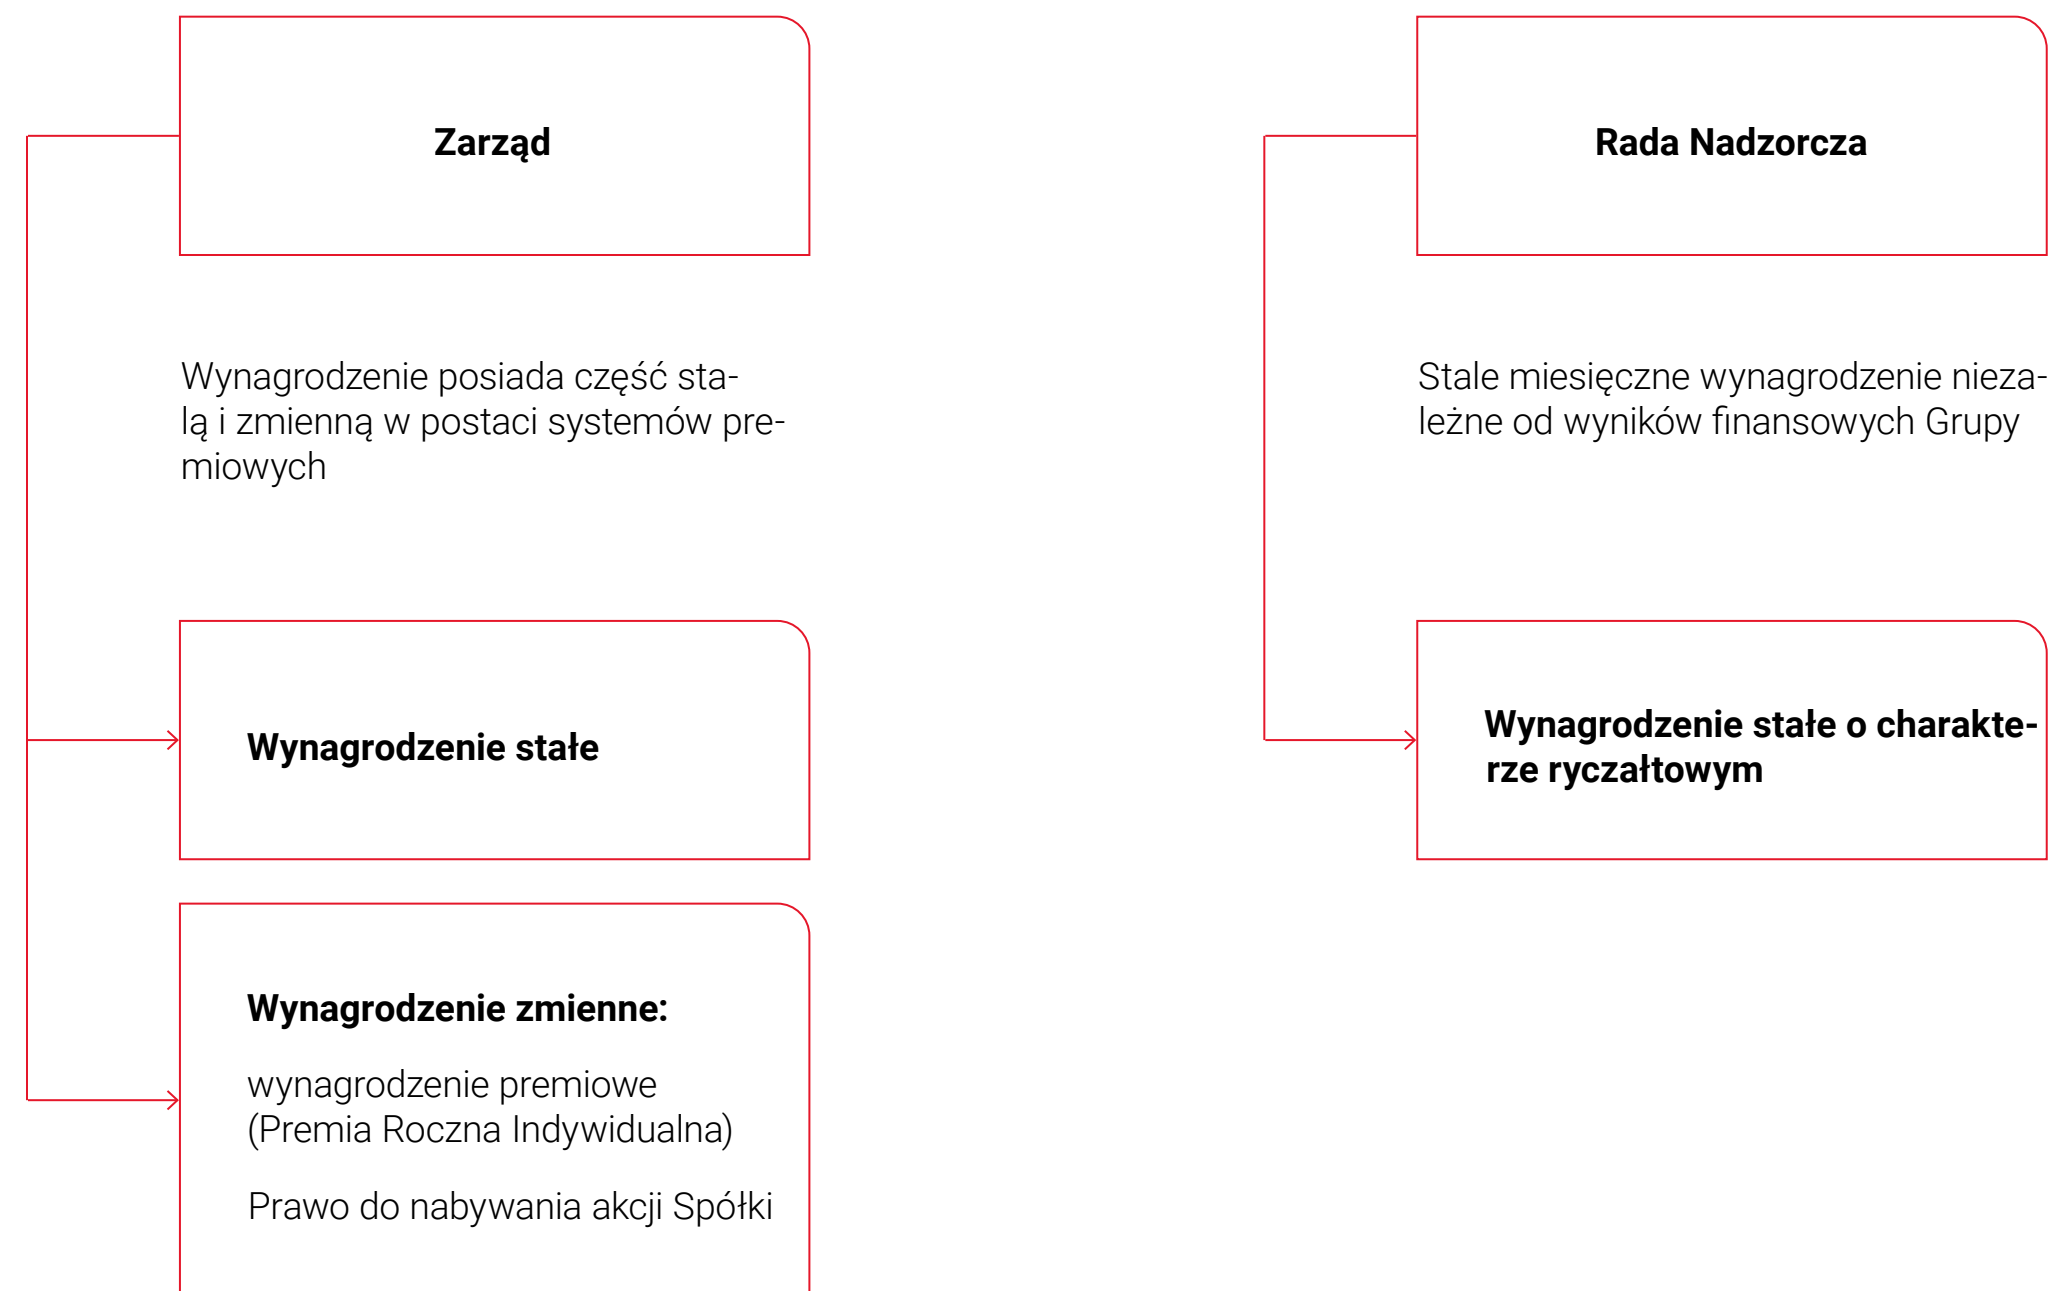 Zarząd
Wynagrodzenie posiada część sta-
łą i zmienną w postaci systemów pre-
miowych
Wynagrodzenie stałe
Wynagrodzenie zmienne:
wynagrodzenie premiowe
(Premia Roczna Indywidualna)
Prawo do nabywania akcji Spółki
Rada Nadzorcza
Stale miesięczne wynagrodzenie nieza-
leżne od wyników finansowych Grupy
Wynagrodzenie stałe o charakte-
rze ryczałtowym